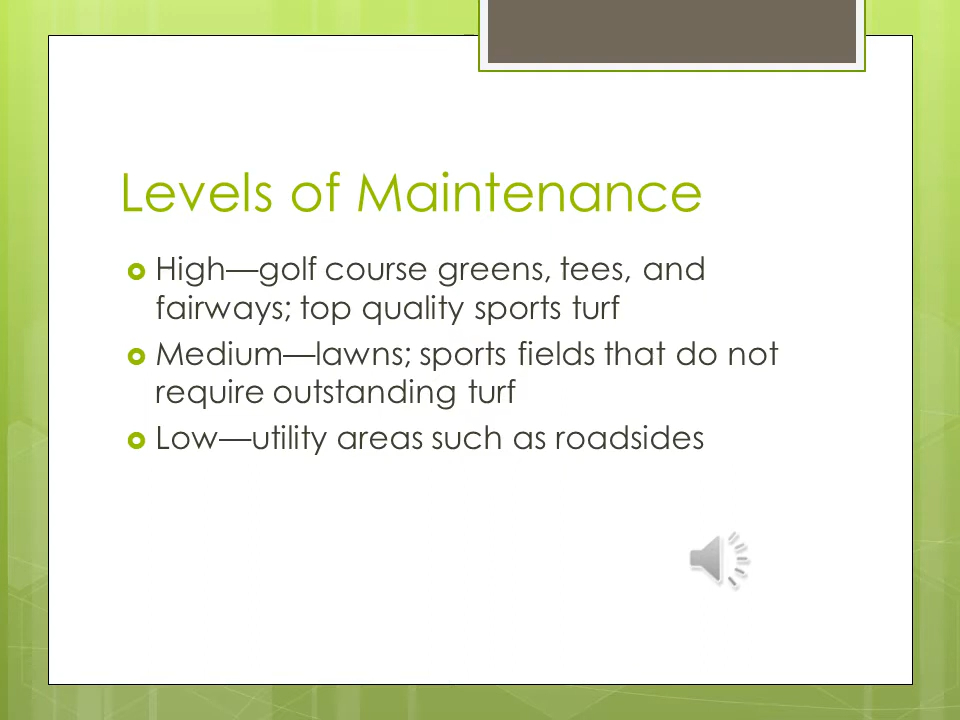 Levels of Maintenance
High—golf course greens, tees, and
fairways; top quality sports turf
Medium—lawns; sports fields that do not
require outstanding turf
Low—utility areas such as roadsides